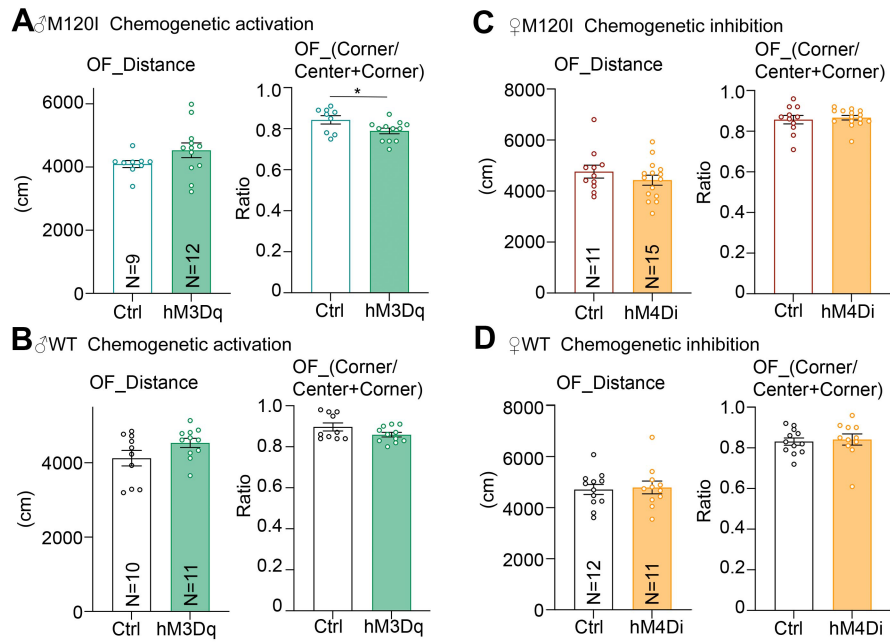 A ♂M120I Chemogenetic activation
OF_Distance
OF_(Corner/
Center+Corner)
(cm)
6000
4000
2000
0
N=9
N=12
Ctrl
hM3Dq
Ratio
1.0
0.8
0.6
0.4
0.2
0
*
Ctrl
hM3Dq
B ♂WT Chemogenetic activation
OF_Distance
OF_(Corner/
Center+Corner)
(cm)
4000
2000
0
N=10
N=11
Ctrl
hM3Dq
Ratio
1.0
0.8
0.6
0.4
0.2
0
Ctrl
hM3Dq
C ♀M120I Chemogenetic inhibition
OF_Distance
OF_(Corner/
Center+Corner)
(cm)
8000
6000
4000
2000
0
N=11
N=15
Ctrl
hM4Di
Ratio
1.0
0.8
0.6
0.4
0.2
0
Ctrl
hM4Di
D ♀WT Chemogenetic inhibition
OF_Distance
OF_(Corner/
Center+Corner)
(cm)
8000
6000
4000
2000
0
N=12
N=11
Ctrl
hM4Di
Ratio
1.0
0.8
0.6
0.4
0.2
0
Ctrl
hM4Di